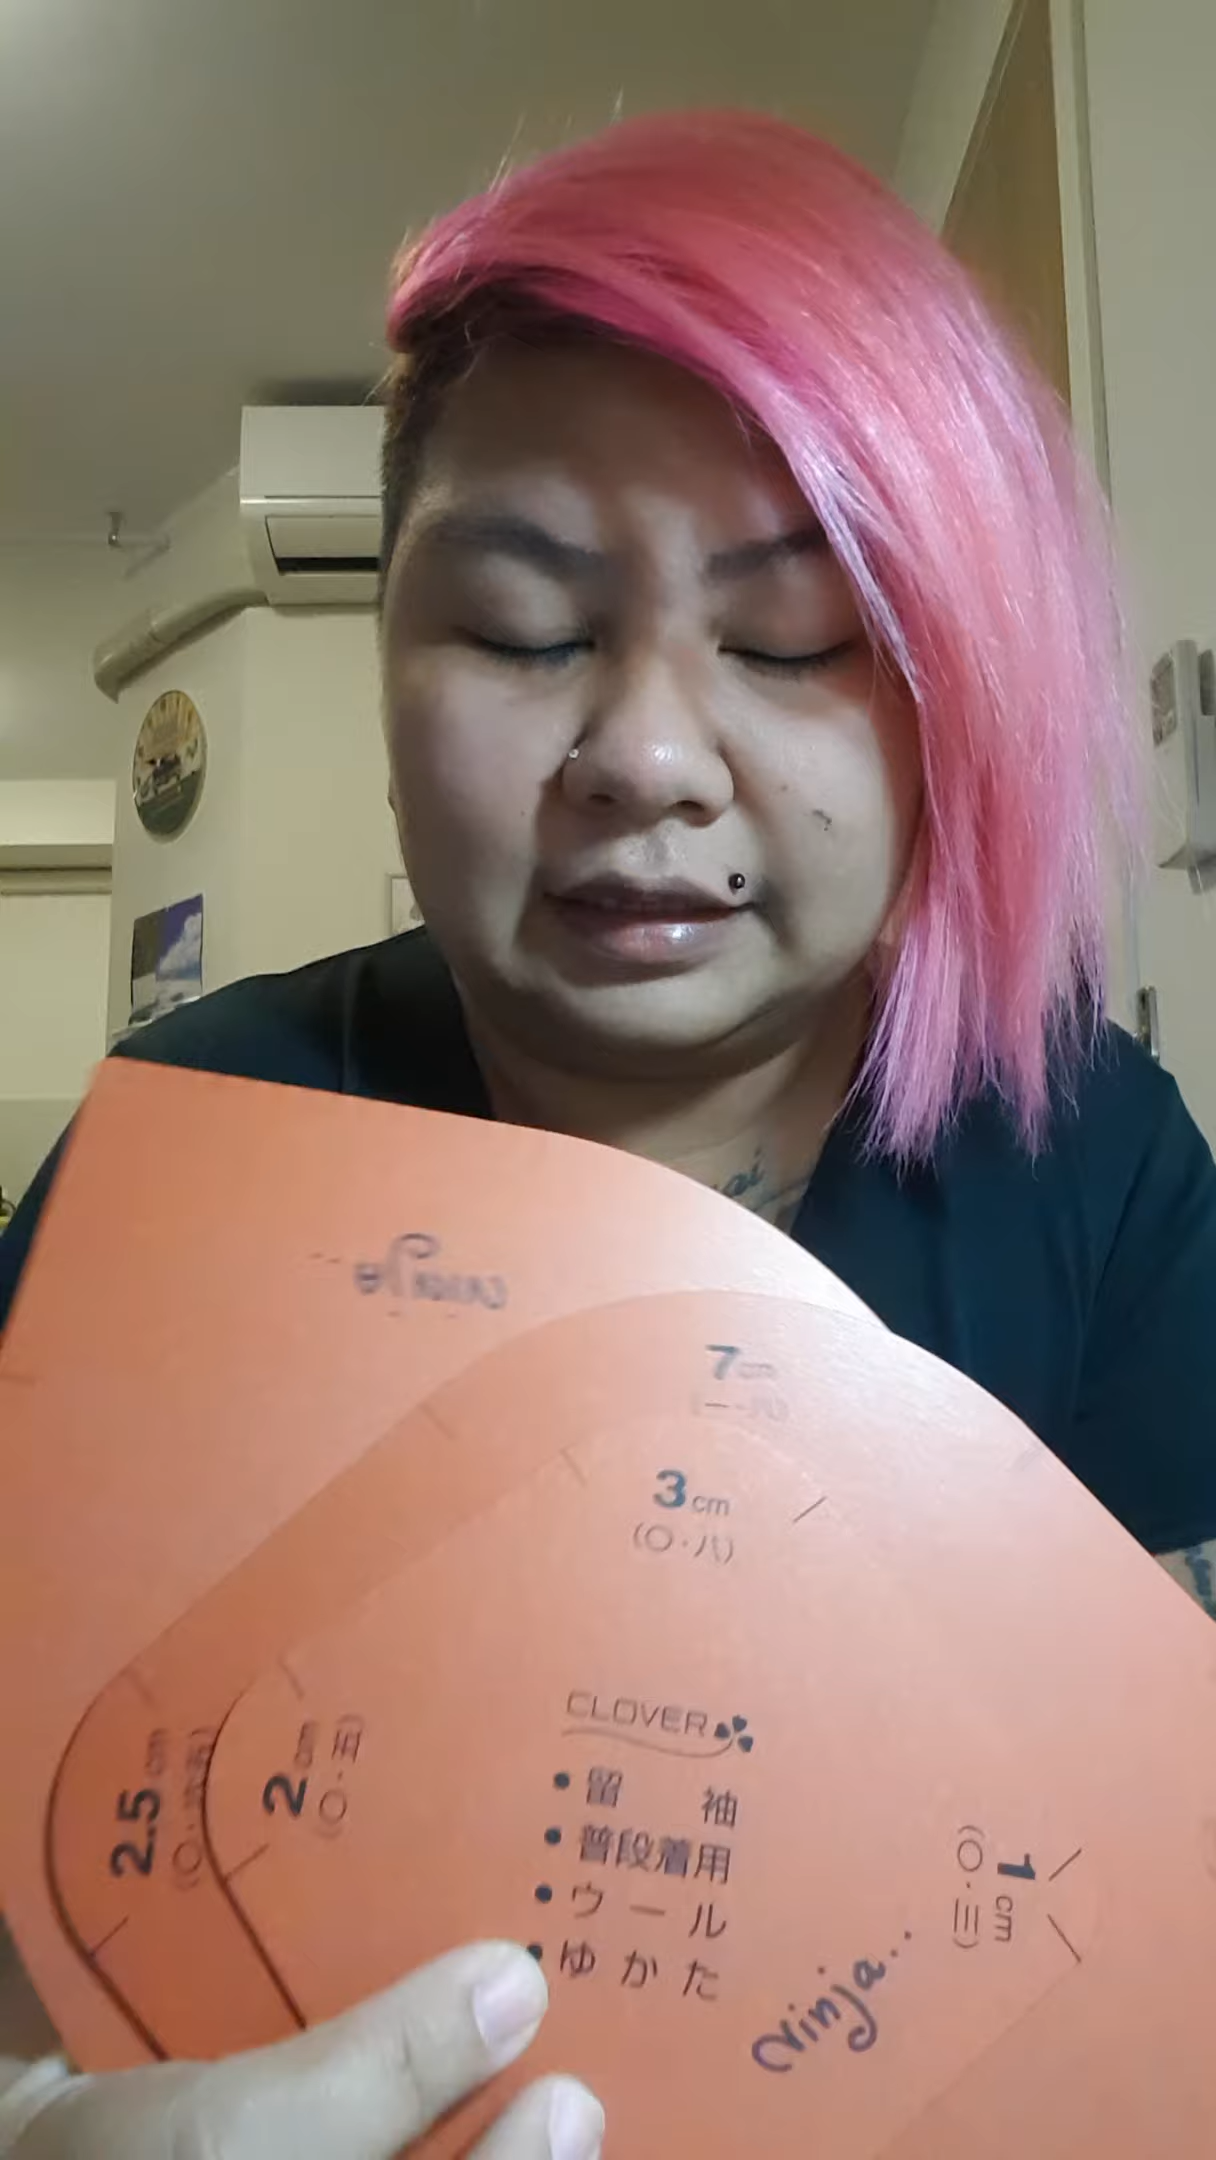 7cm
3cm
(〇・八)
CLOVER
•留袖
•普段着用
•ウール
•ゆかた
2.5cm
2cm
(〇・五)
1cm
(〇・三)
ninja..